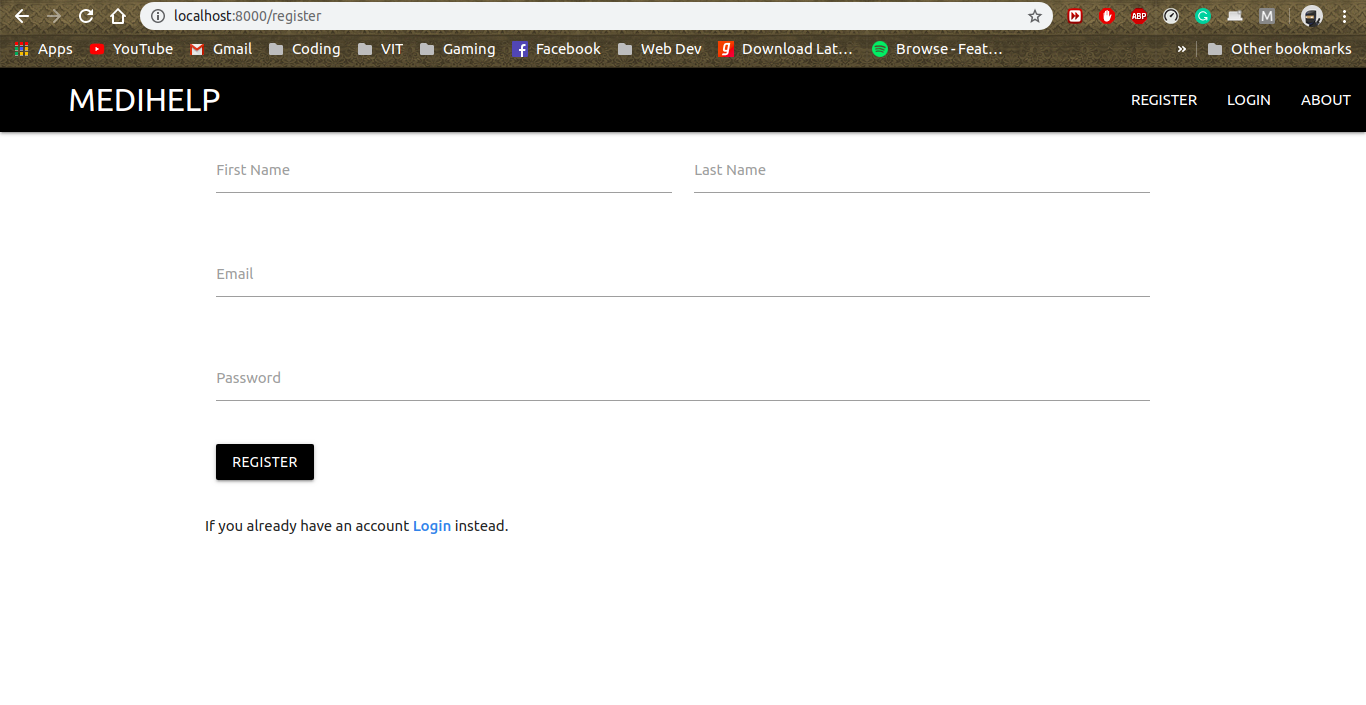 localhost:8000/register
ABP
G
M
Apps YouTube Gmail Coding VIT Gaming Facebook Web Dev Download Lat... Browse - Feat... » Other bookmarks
MEDIHELP REGISTER LOGIN ABOUT
First Name Last Name
Email
Password
REGISTER
If you already have an account Login instead.